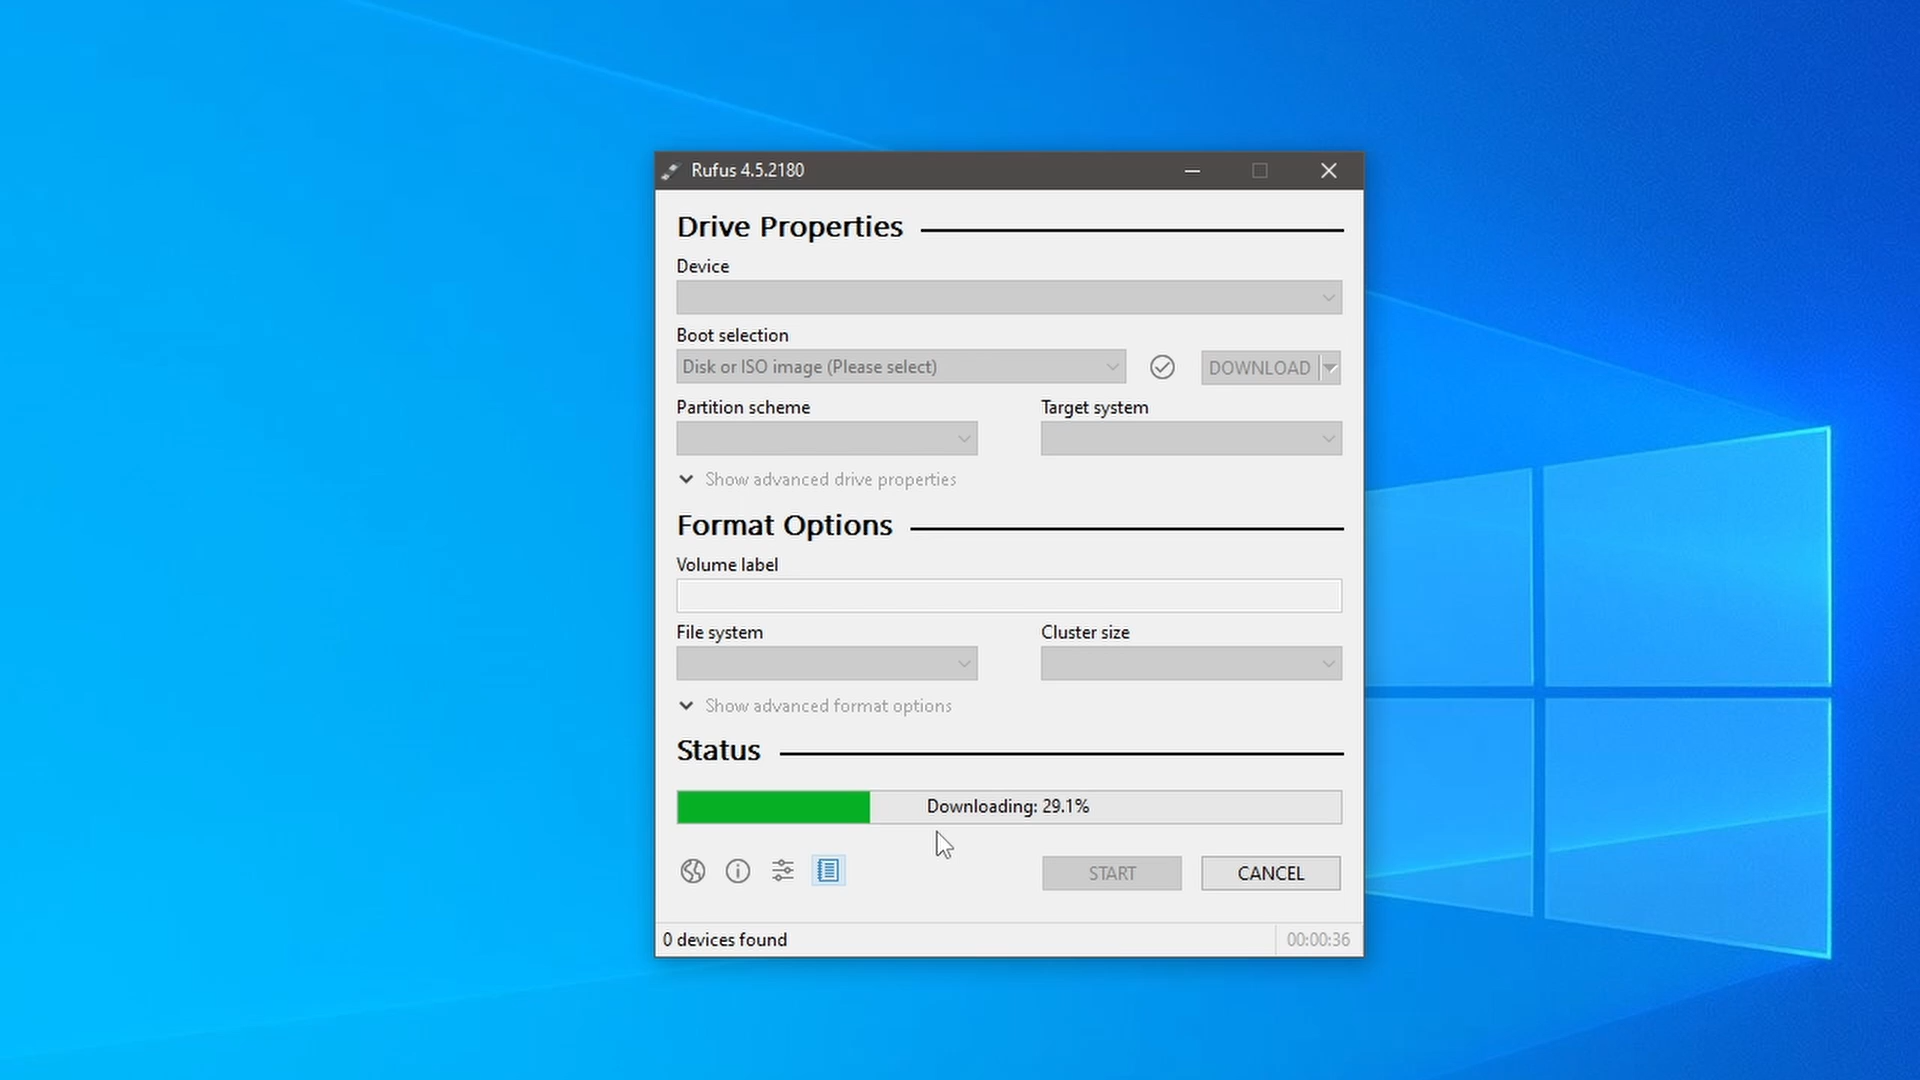 Rufus 4.5.2180
Drive Properties
Device
Boot selection
Disk or ISO image (Please select)
DOWNLOAD
Partition scheme
Target system
Show advanced drive properties
Format Options
Volume label
File system
Cluster size
Show advanced format options
Status
Downloading: 29.1%
START
CANCEL
0 devices found
00:00:36